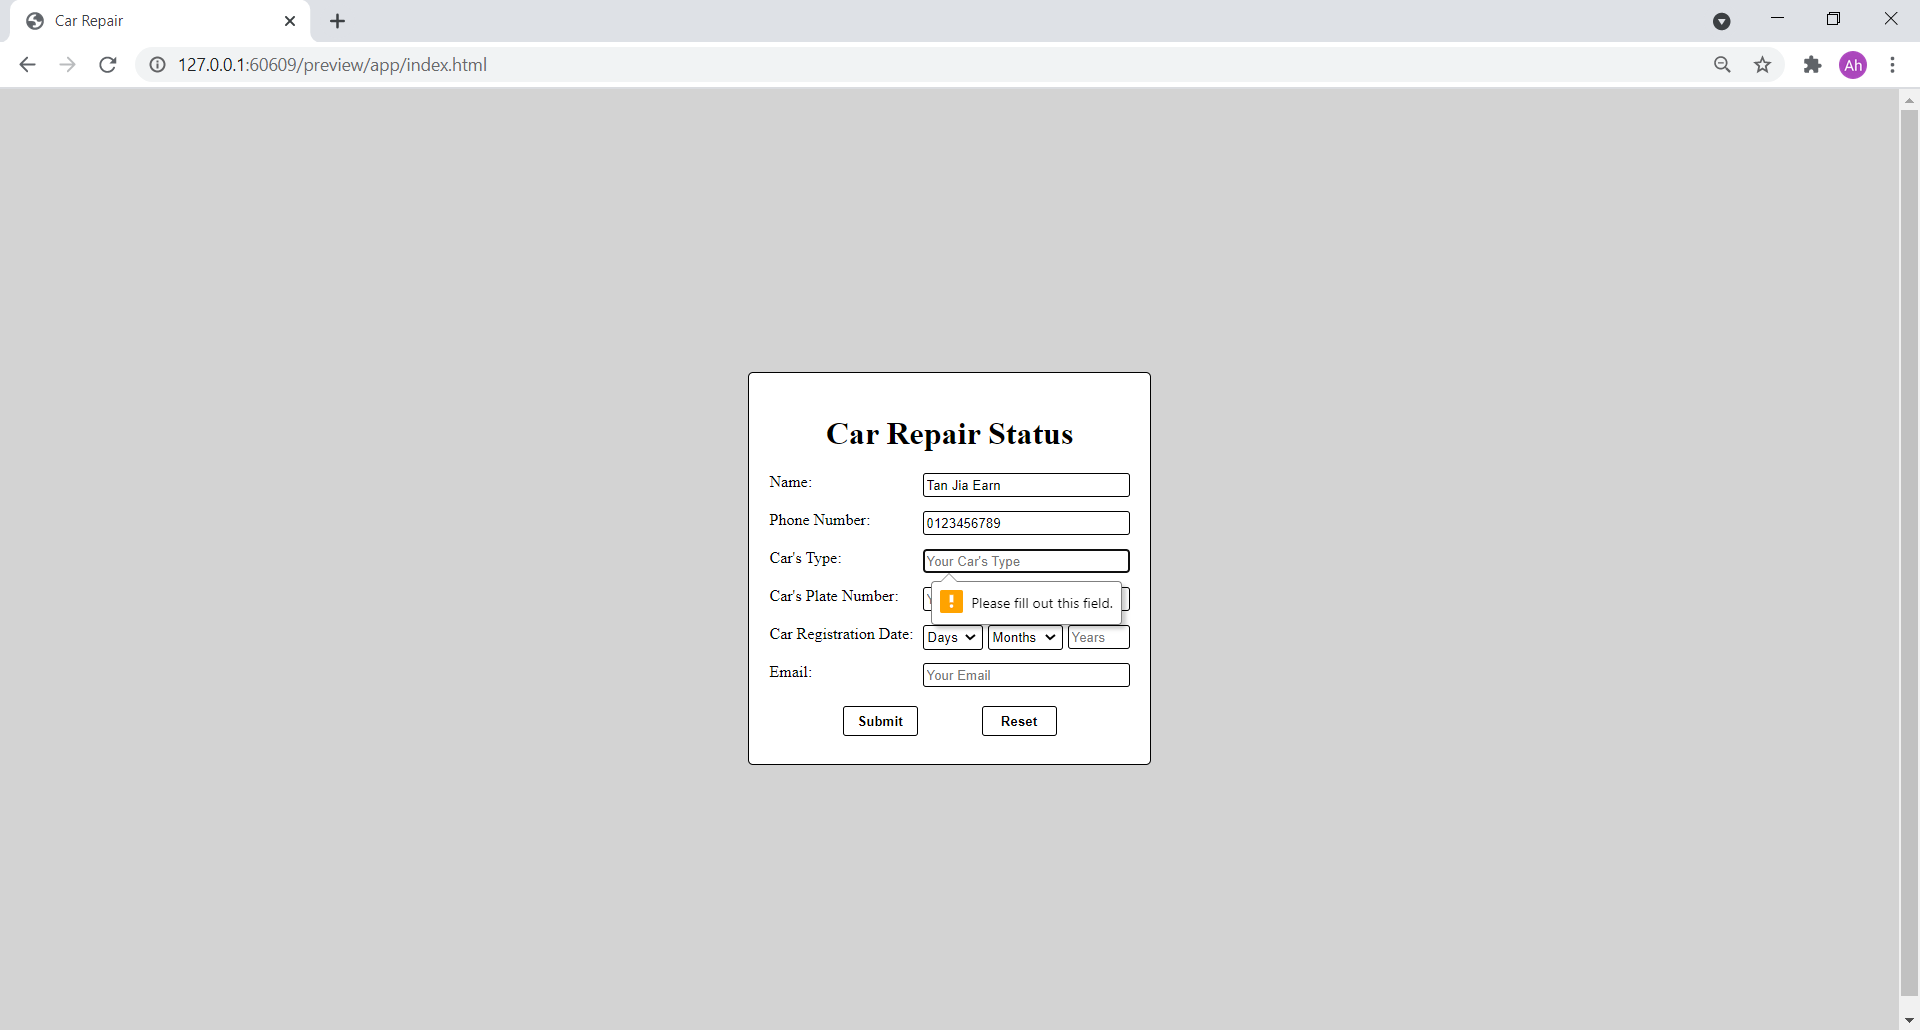 Car Repair
127.0.0.1:60609/preview/app/index.html
Ah
Car Repair Status
Name: Tan Jia Earn
Phone Number: 0123456789
Car's Type: Your Car's Type
Please fill out this field.
Car's Plate Number:
Car Registration Date: Days Months Years
Email: Your Email
Submit Reset